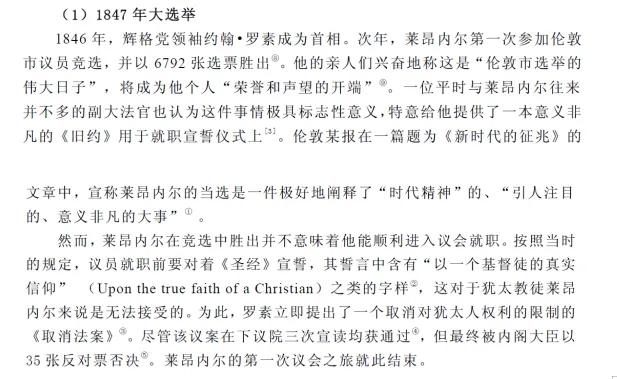 （1）1847 年大选举
1846 年，辉格党领袖约翰•罗素成为首相。次年，莱昂内尔第一次参加伦敦
市议员竞选，并以 6792 张选票胜出⑧。他的亲人们兴奋地称这是“伦敦市选举的
伟大日子”，将成为他个人“荣誉和声望的开端”⑨。一位平时与莱昂内尔往来
并不多的副大法官也认为这件事情极具标志性意义，特意给他提供了一本意义非
凡的《旧约》用于就职宣誓仪式上[3]。伦敦某报在一篇题为《新时代的征兆》的
文章中，宣称莱昂内尔的当选是一件极好地阐释了“时代精神”的、“引人注目
的、意义非凡的大事”①。
然而，莱昂内尔在竞选中胜出并不意味着他能顺利进入议会就职。按照当时
的规定，议员就职前要对着《圣经》宣誓，其誓言中含有“以一个基督徒的真实
信仰”（Upon the true faith of a Christian）之类的字样②，这对于犹太教徒莱昂
内尔来说是无法接受的。为此，罗素立即提出了一个取消对犹太人权利的限制的
《取消法案》③。尽管该议案在下议院三次宣读均获通过④，但最终被内阁大臣以
35 张反对票否决⑤。莱昂内尔的第一次议会之旅就此结束。